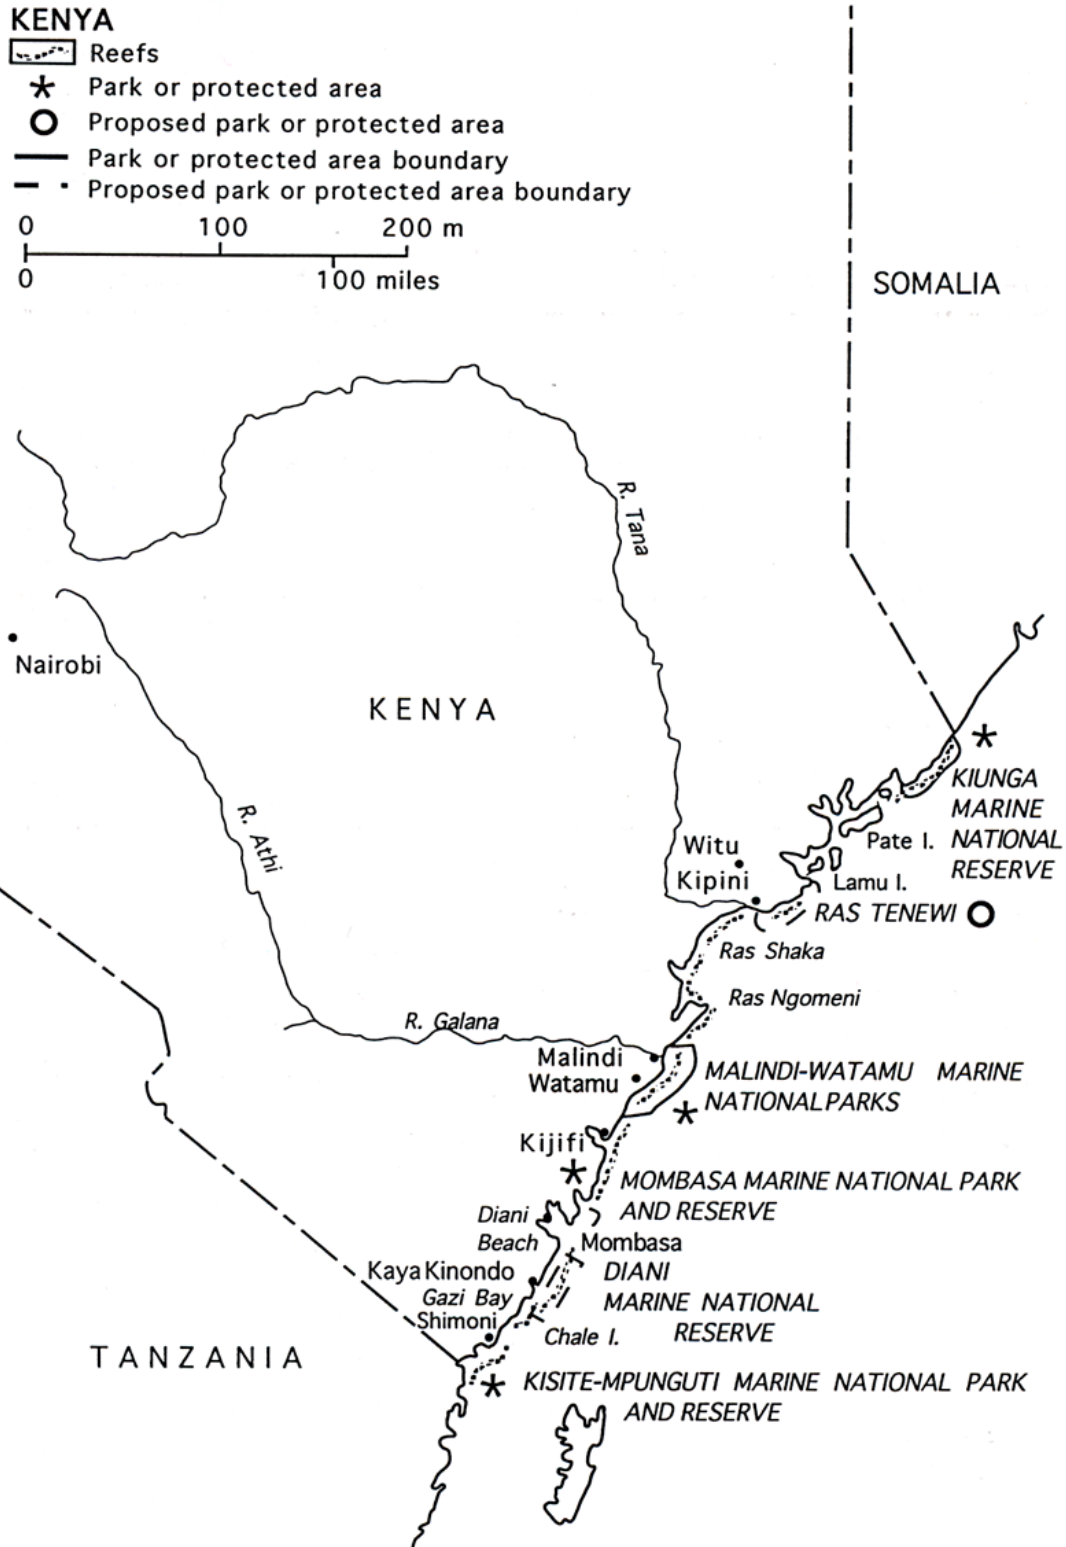 KENYA
Reefs
Park or protected area
Proposed park or protected area
Park or protected area boundary
Proposed park or protected area boundary
0 100 200 m
0 100 miles
SOMALIA
R. Tana
Nairobi
KENYA
R. Athi
KIUNGA
MARINE
NATIONAL
RESERVE
Pate I.
Witu
Kipini
Lamu I.
RAS TENEWI
Ras Shaka
Ras Ngomeni
R. Galana
Malindi
Watamu
MALINDI-WATAMU MARINE
NATIONALPARKS
Kijifi
MOMBASA MARINE NATIONAL PARK
AND RESERVE
Diani
Beach
Mombasa
Kaya Kinondo
DIANI
MARINE NATIONAL
RESERVE
Gazi Bay
Shimoni
Chale I.
TANZANIA
KISITE-MPUNGUTI MARINE NATIONAL PARK
AND RESERVE